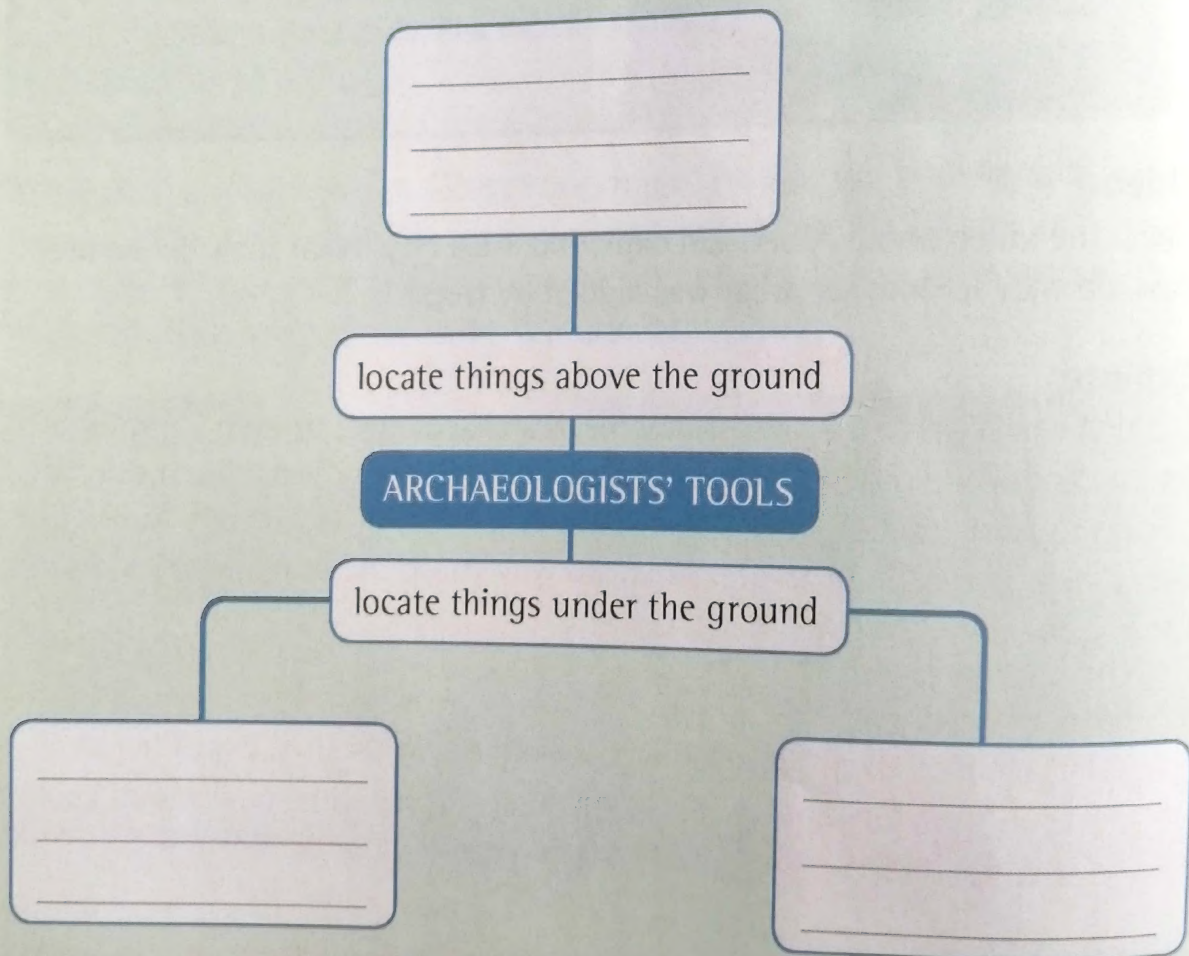 locate things above the ground
ARCHAEOLOGISTS' TOOLS
locate things under the ground